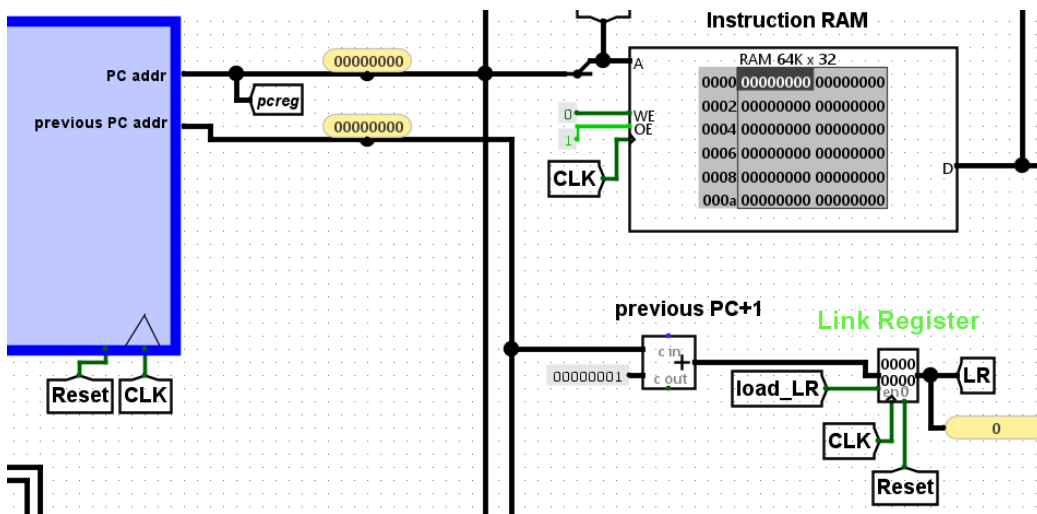 Instruction RAM
PC addr
00000000
pcreg
previous PC addr
00000000
A
RAM 64K x 32
0000 00000000 00000000
0002 00000000 00000000
0004 00000000 00000000
0006 00000000 00000000
0008 00000000 00000000
000a 00000000 00000000
0
WE
OE
1
CLK
D
previous PC+1
Link Register
c in
+
c out
00000001
0000
0000
en 0
LR
load_LR
0
CLK
Reset
Reset
CLK